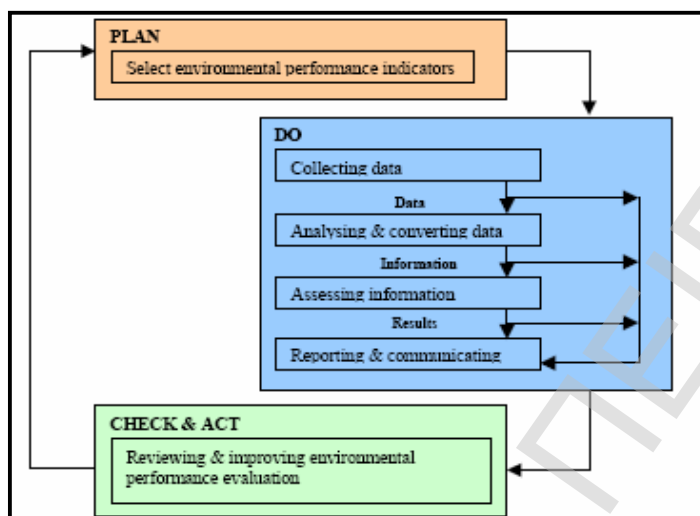 PLAN
Select environmental performance indicators
DO
Collecting data
Data
Analysing & converting data
Information
Assessing information
Results
Reporting & communicating
CHECK & ACT
Reviewing & improving environmental
performance evaluation